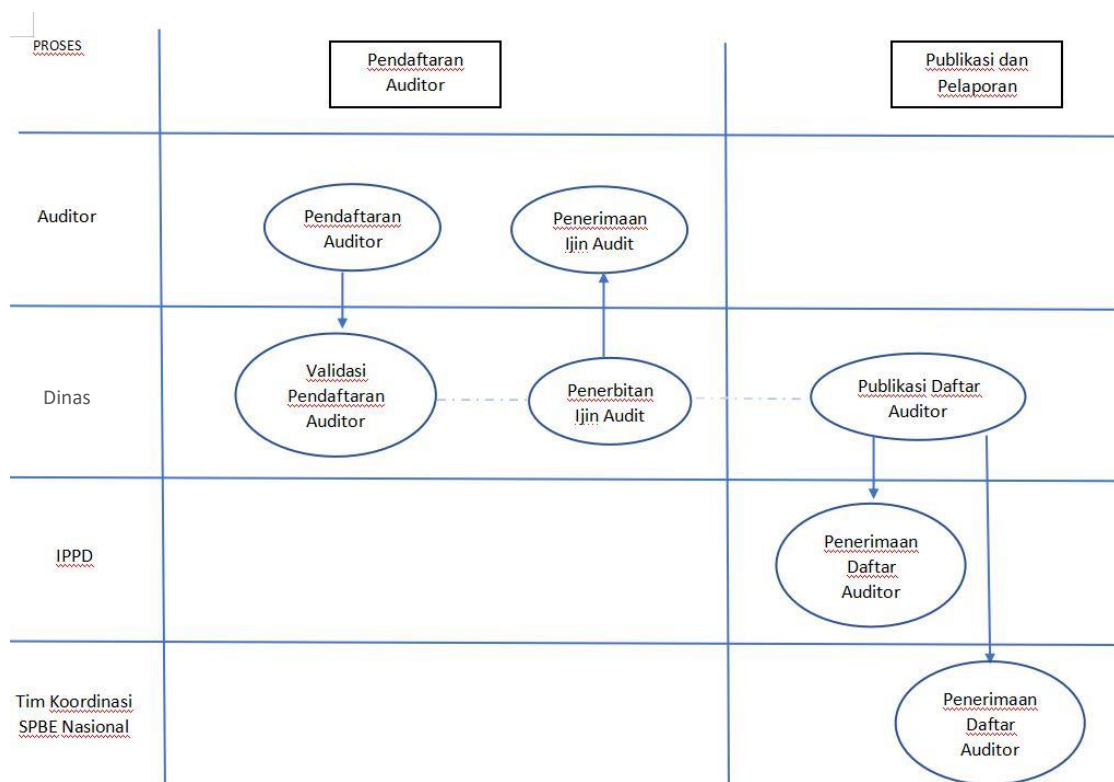 PROSES
Pendaftaran
Auditor
Publikasi dan
Pelaporan
Auditor
Pendaftaran
Auditor
Penerimaan
Ijin Audit
Dinas
Validasi
Pendaftaran
Auditor
Penerbitan
Ijin Audit
Publikasi Daftar
Auditor
IPPD
Penerimaan
Daftar
Auditor
Tim Koordinasi
SPBE Nasional
Penerimaan
Daftar
Auditor